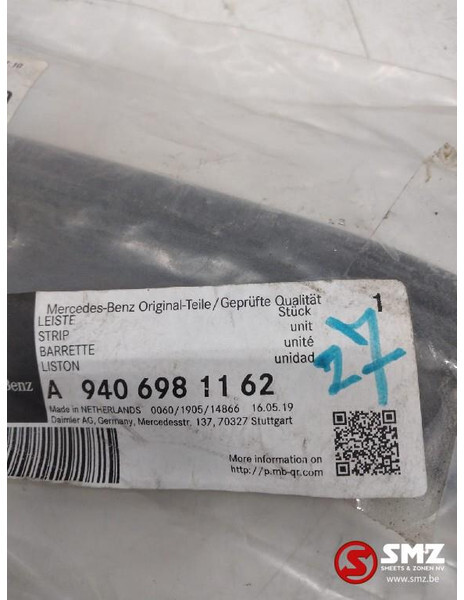 Mercedes-Benz Original-Teile/Geprüfte Qualität
LEISTE
STRIP
BARRETTE
LISTON
Stück
unit
unité
unidad
1
27
Benz
A 940 698 11 62
Made in NETHERLANDS 0060/1905/14866 16.05.19
Daimler AG, Germany, Mercedesstr. 137, 70327 Stuttgart
More information on
http://p.mb-qr.com
SMZ
SMEETS & ZONEN NV
www.smz.be